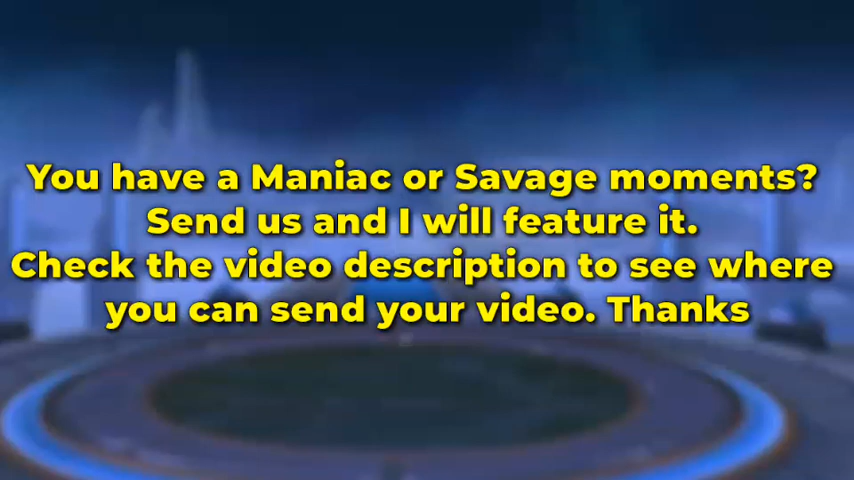 You have a Maniac or Savage moments?
Send us and I will feature it.
Check the video description to see where
you can send your video. Thanks